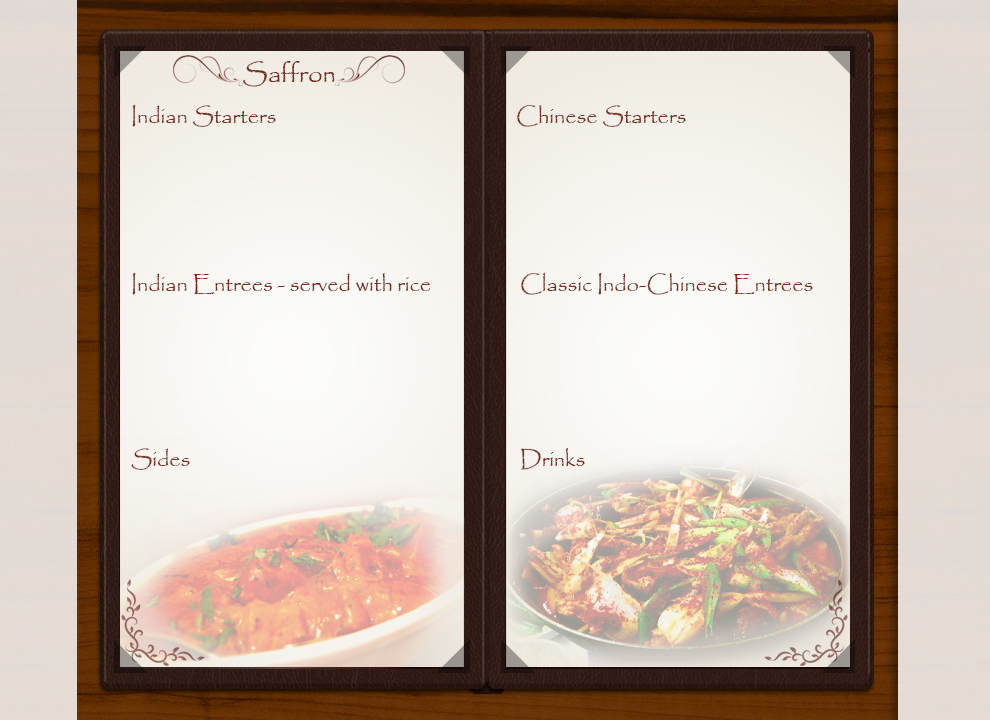 Saffron
Indian Starters
Indian Entrees - served with rice
Sides
Chinese Starters
Classic Indo-Chinese Entrees
Drinks